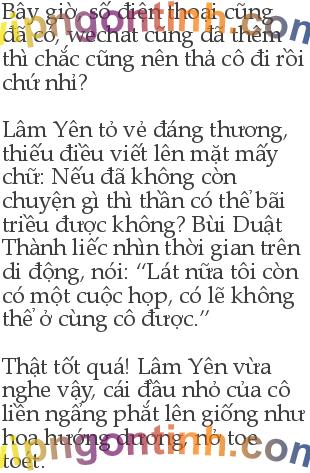 Bây giờ, số điện thoại cũng
đã có, wechat cũng đã thêm
thì chắc cũng nên thả cô đi rồi
chứ nhỉ?
Lâm Yên tỏ vẻ đáng thương,
thiếu điều viết lên mặt mấy
chữ: Nếu đã không còn
chuyện gì thì thần có thể bãi
triều được không? Bùi Duật
Thành liếc nhìn thời gian trên
di động, nói: “Lát nữa tôi còn
có một cuộc họp, có lẽ không
thể ở cùng cô được.”
Thật tốt quá! Lâm Yên vừa
nghe vậy, cái đầu nhỏ của cô
liền ngẩng phắt lên giống như
hoa hướng dương, nở toe
toét.
vipngontinh.com
vipngontinh.com